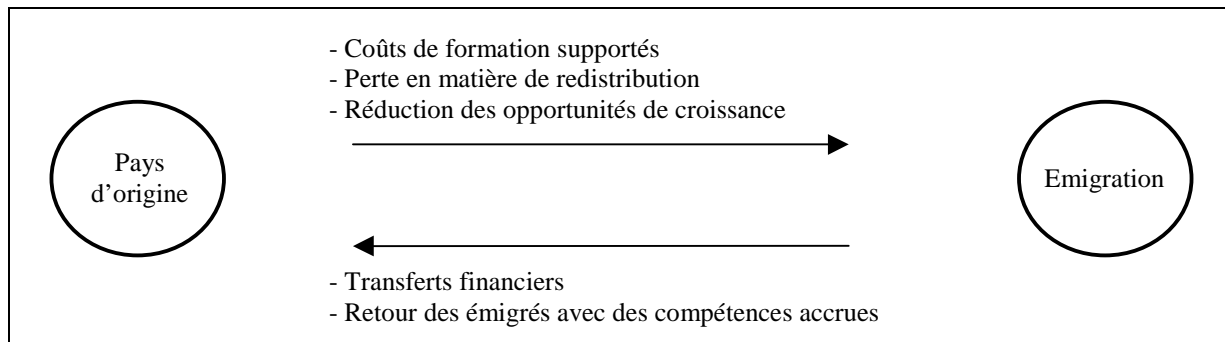 - Coûts de formation supportés
- Perte en matière de redistribution
- Réduction des opportunités de croissance
Pays
d’origine
Emigration
- Transferts financiers
- Retour des émigrés avec des compétences accrues